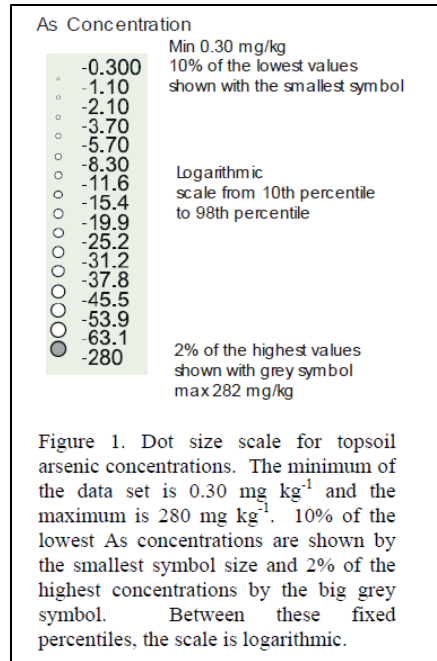 As Concentration
Min 0.30 mg/kg
10% of the lowest values
shown with the smallest symbol
-0.300
-1.10
-2.10
-3.70
-5.70
-8.30
-11.6
-15.4
-19.9
-25.2
-31.2
-37.8
-45.5
-53.9
-63.1
-280
Logarithmic
scale from 10th percentile
to 98th percentile
2% of the highest values
shown with grey symbol
max 282 mg/kg
Figure 1. Dot size scale for topsoil
arsenic concentrations. The minimum of
the data set is 0.30 mg kg⁻¹ and the
maximum is 280 mg kg⁻¹. 10% of the
lowest As concentrations are shown by
the smallest symbol size and 2% of the
highest concentrations by the big grey
symbol. Between these fixed
percentiles, the scale is logarithmic.